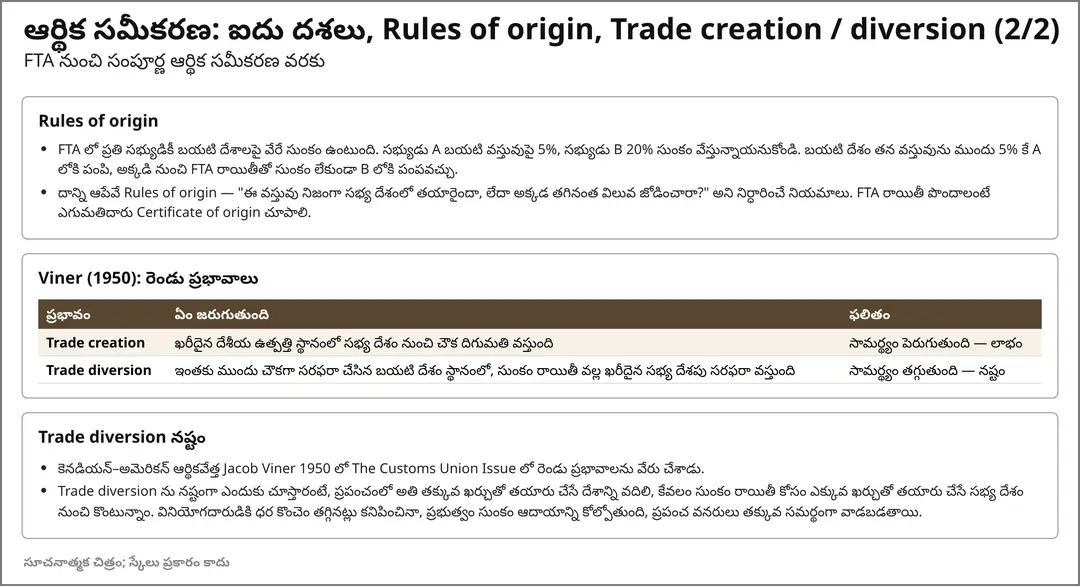 ఆర్థిక సమీకరణ: ఐదు దశలు, Rules of origin, Trade creation / diversion (2/2)
FTA నుంచి సంపూర్ణ ఆర్థిక సమీకరణ వరకు
Rules of origin
• FTA లో ప్రతి సభ్యుడికీ బయటి దేశాలపై వేరే సుంకం ఉంటుంది. సభ్యుడు A బయటి వస్తువుపై 5%, సభ్యుడు B 20% సుంకం వేస్తున్నాయనుకోండి. బయటి దేశం తన వస్తువును ముందు 5% కే A
లోకి పంపి, అక్కడి నుంచి FTA రాయితీతో సుంకం లేకుండా B లోకి పంపవచ్చు.
• దాన్ని ఆపేవే Rules of origin — "ఈ వస్తువు నిజంగా సభ్య దేశంలో తయారైందా, లేదా అక్కడ తగినంత విలువ జోడించారా?" అని నిర్ధారించే నియమాలు. FTA రాయితీ పొందాలంటే
ఎగుమతిదారు Certificate of origin చూపాలి.
Viner (1950): రెండు ప్రభావాలు
ప్రభావం ఏం జరుగుతుంది ఫలితం
Trade creation ఖరీదైన దేశీయ ఉత్పత్తి స్థానంలో సభ్య దేశం నుంచి చౌక దిగుమతి వస్తుంది సామర్థ్యం పెరుగుతుంది — లాభం
Trade diversion ఇంతకు ముందు చౌకగా సరఫరా చేసిన బయటి దేశం స్థానంలో, సుంకం రాయితీ వల్ల ఖరీదైన సభ్య దేశపు సరఫరా వస్తుంది సామర్థ్యం తగ్గుతుంది — నష్టం
Trade diversion నష్టం
• కెనడియన్–అమెరికన్ ఆర్థికవేత్త Jacob Viner 1950 లో The Customs Union Issue లో రెండు ప్రభావాలను వేరు చేశాడు.
• Trade diversion ను నష్టంగా ఎందుకు చూస్తారంటే, ప్రపంచంలో అతి తక్కువ ఖర్చుతో తయారు చేసే దేశాన్ని వదిలి, కేవలం సుంకం రాయితీ కోసం ఎక్కువ ఖర్చుతో తయారు చేసే సభ్య దేశం
నుంచి కొంటున్నాం. వినియోగదారుడికి ధర కొంచెం తగ్గినట్లు కనిపించినా, ప్రభుత్వం సుంకం ఆదాయాన్ని కోల్పోతుంది, ప్రపంచ వనరులు తక్కువ సమర్థంగా వాడబడతాయి.
సూచనాత్మక చిత్రం; స్కేలు ప్రకారం కాదు